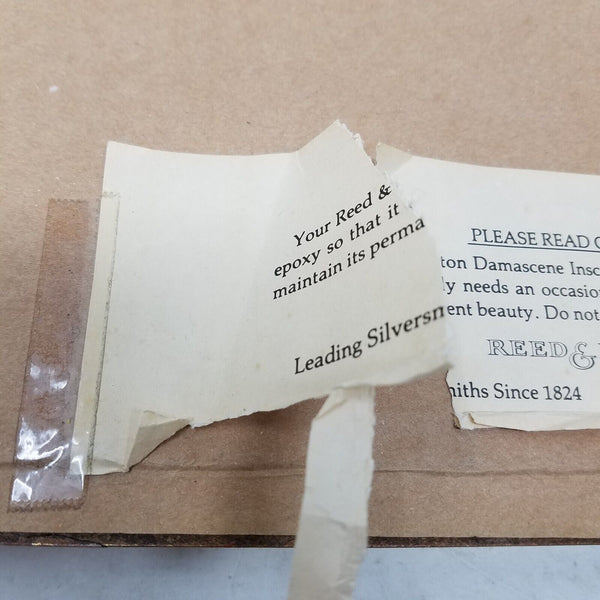 Your Reed &
epoxy so that it
maintain its perma
Leading Silversm
PLEASE READ
ton Damascene Insc
ly needs an occasio
ent beauty. Do not
REED &
niths Since 1824